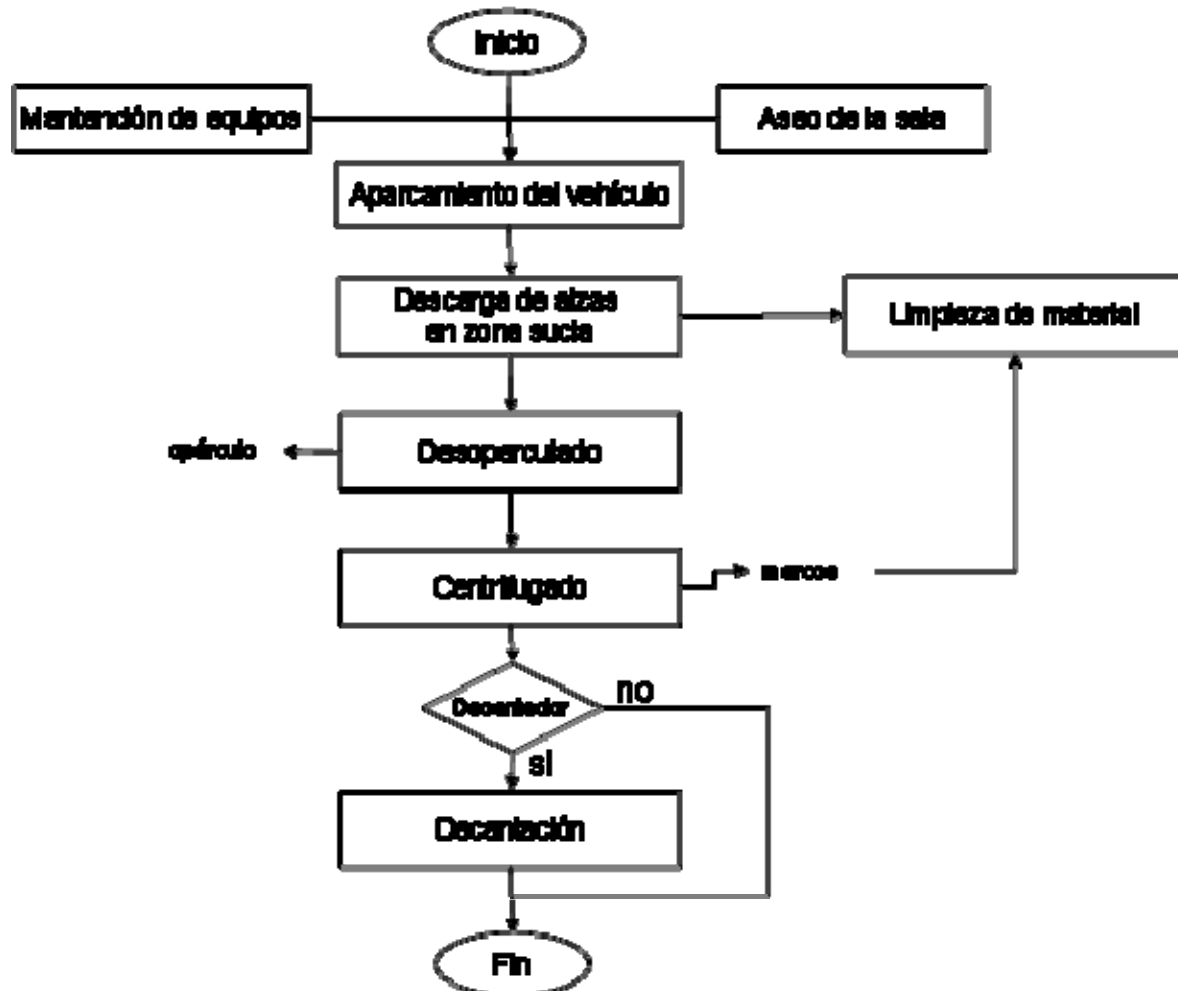 Inicio
Mantención de equipos
Aseo de la sala
Aparcamiento del vehículo
Descarga de alzas
en zona sucia
Limpieza de material
opérculo
Desoperculado
Centrifugado
marcos
Decantador
no
si
Decantación
Fin